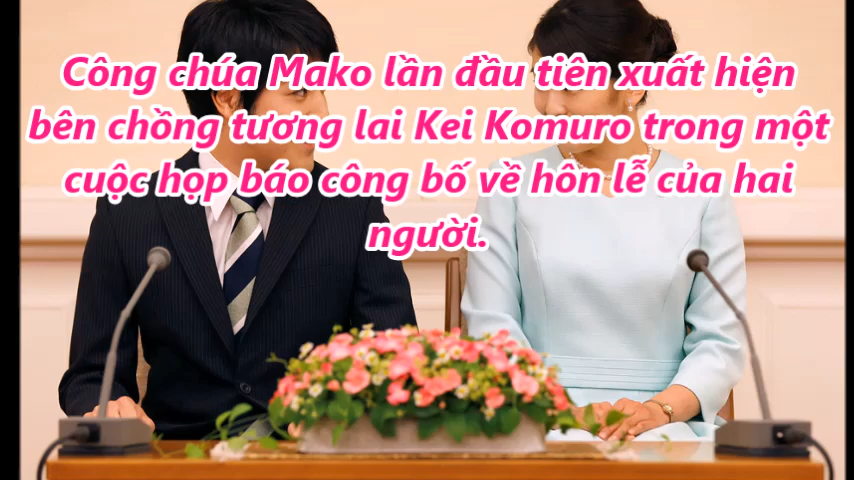 Công chúa Mako lần đầu tiên xuất hiện
bên chồng tương lai Kei Komuro trong một
cuộc họp báo công bố về hôn lễ của hai
người.